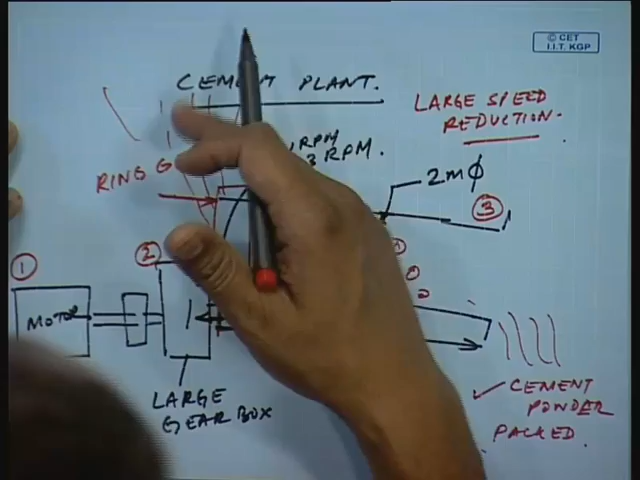 © CET
I.I.T. KGP
CEMENT PLANT.
LARGE SPEED
REDUCTION.
RPM
3 RPM.
RING G
2mϕ
3
2
1
MOTOR
LARGE
GEAR BOX
✓ CEMENT
POWDER
PACKED.